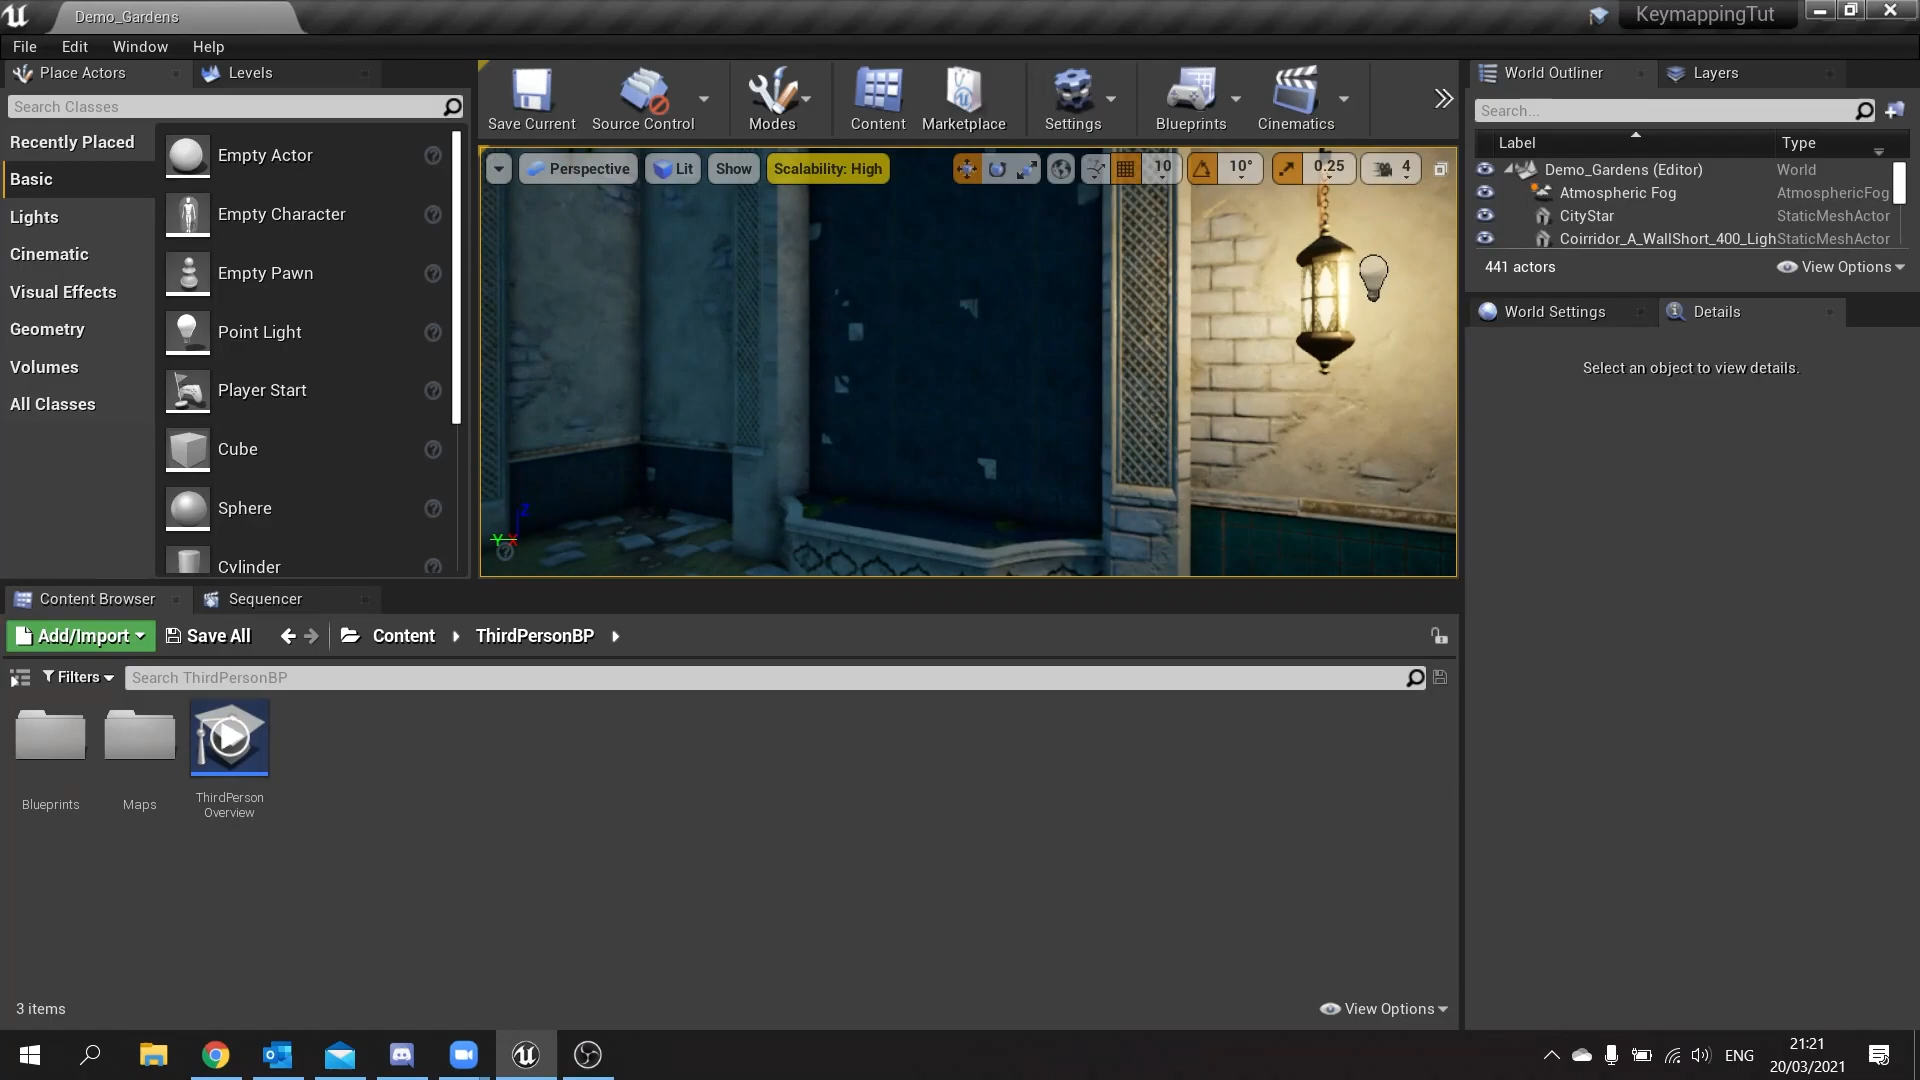 Demo_Gardens
KeymappingTut
File Edit Window Help
Place Actors
Levels
Search Classes
Recently Placed
Basic
Lights
Cinematic
Visual Effects
Geometry
Volumes
All Classes
Empty Actor
Empty Character
Empty Pawn
Point Light
Player Start
Cube
Sphere
Cylinder
Save Current
Source Control
Modes
Content
Marketplace
Settings
Blueprints
Cinematics
Perspective
Lit
Show
Scalability: High
10
10°
0.25
4
Z
Y X
World Outliner
Layers
Search...
Label
Type
Demo_Gardens (Editor) World
Atmospheric Fog AtmosphericFog
CityStar StaticMeshActor
Coirridor_A_WallShort_400_Ligh StaticMeshActor
441 actors
View Options
World Settings
Details
Select an object to view details.
Content Browser
Sequencer
Add/Import
Save All
Content
ThirdPersonBP
Filters
Search ThirdPersonBP
Blueprints
Maps
ThirdPerson
Overview
3 items
View Options
ENG
21:21
20/03/2021